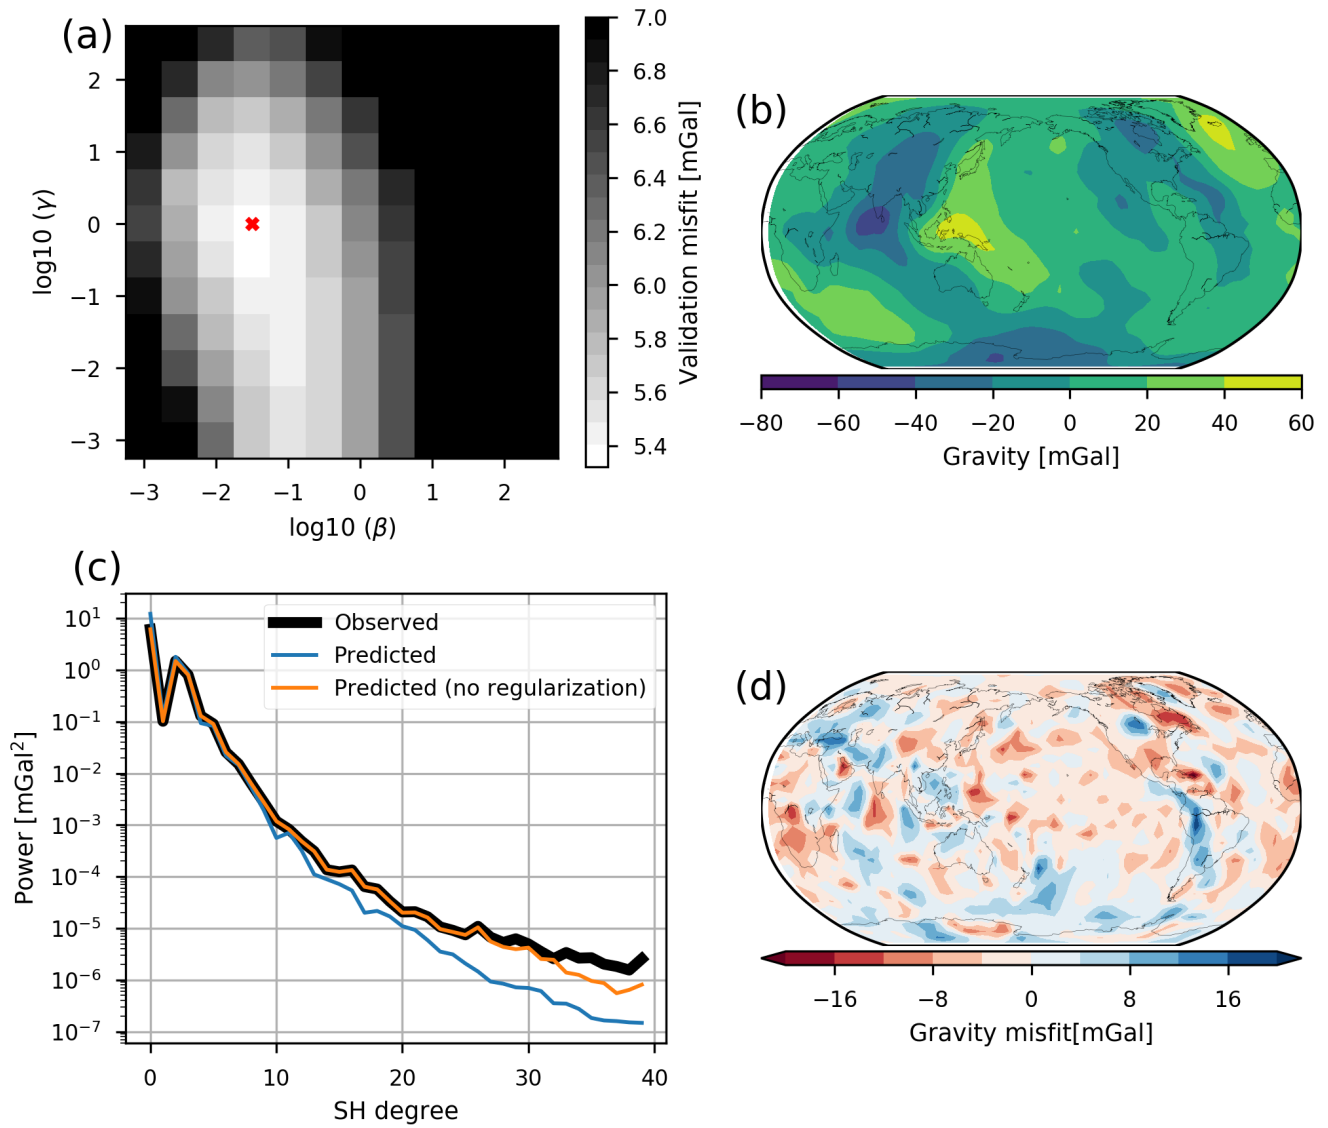 (a)
2
1
0
−1
−2
−3
log10 (γ)
−3 −2 −1 0 1 2
log10 (β)
7.0
6.8
6.6
6.4
6.2
6.0
5.8
5.6
5.4
Validation misfit [mGal]
(b)
−80 −60 −40 −20 0 20 40 60
Gravity [mGal]
(c)
10¹
10⁰
10⁻¹
10⁻²
10⁻³
10⁻⁴
10⁻⁵
10⁻⁶
10⁻⁷
Power [mGal²]
Observed
Predicted
Predicted (no regularization)
0 10 20 30 40
SH degree
(d)
−16 −8 0 8 16
Gravity misfit[mGal]